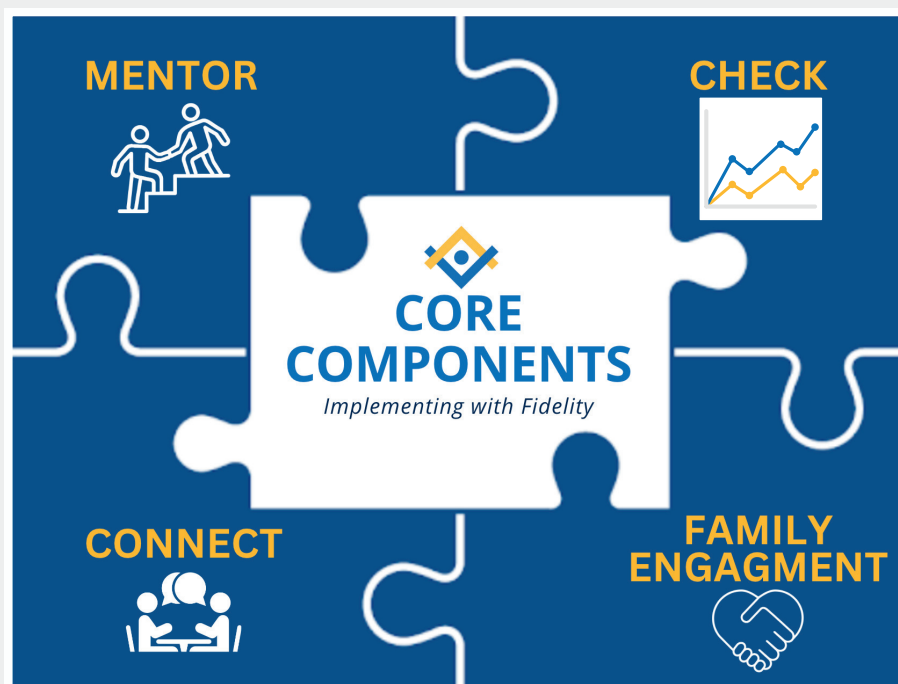 MENTOR
CHECK
CORE
COMPONENTS
Implementing with Fidelity
CONNECT
FAMILY
ENGAGMENT